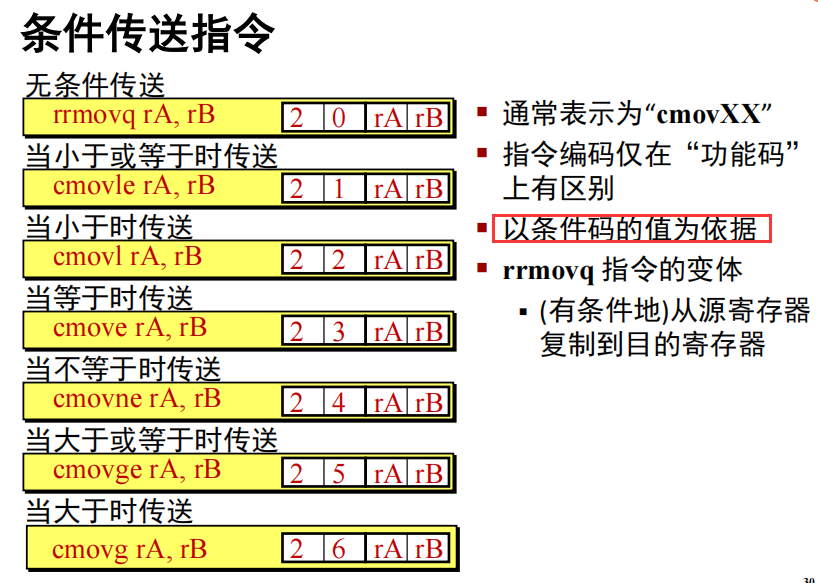 条件传送指令
无条件传送
rrmovq rA, rB 2 0 rA rB
当小于或等于时传送
cmovle rA, rB 2 1 rA rB
当小于时传送
cmovl rA, rB 2 2 rA rB
当等于时传送
cmove rA, rB 2 3 rA rB
当不等于时传送
cmovne rA, rB 2 4 rA rB
当大于或等于时传送
cmovge rA, rB 2 5 rA rB
当大于时传送
cmovg rA, rB 2 6 rA rB
▪ 通常表示为“cmovXX”
▪ 指令编码仅在“功能码”
上有区别
▪ 以条件码的值为依据
▪ rrmovq 指令的变体
▪ (有条件地)从源寄存器
复制到目的寄存器
30